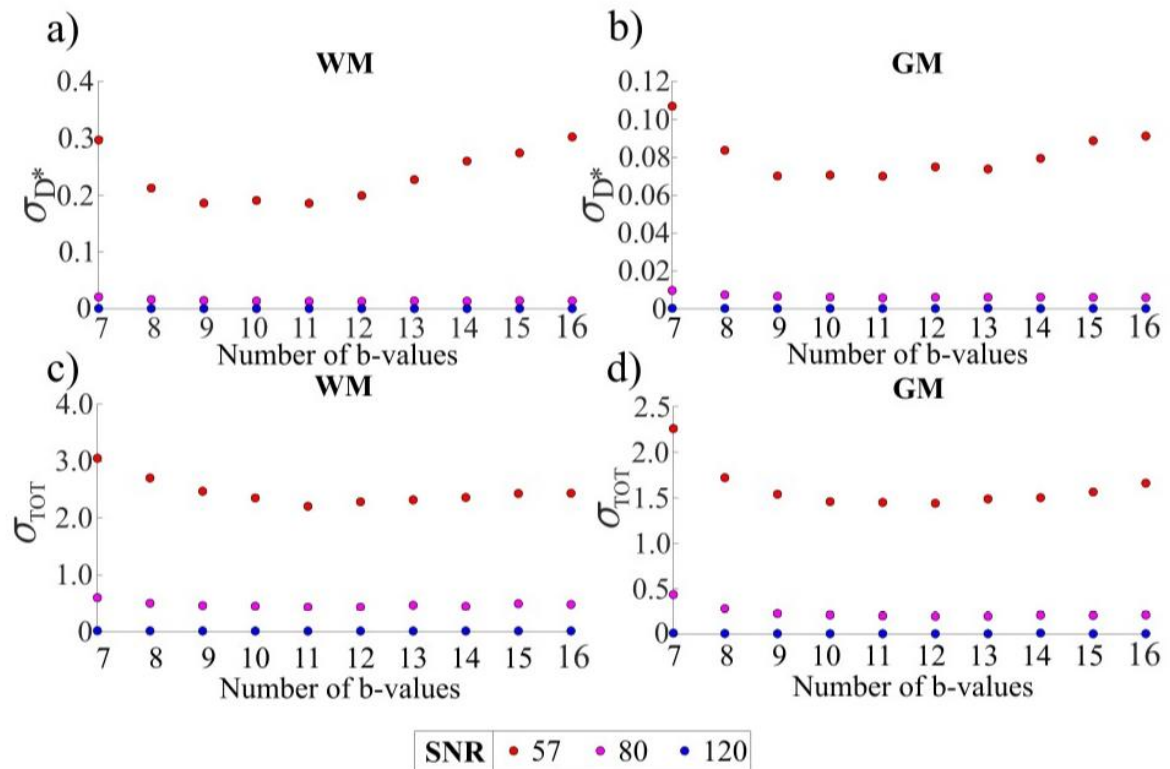 a)
WM
0.4
0.3
0.2
0.1
0
σD*
7 8 9 10 11 12 13 14 15 16
Number of b-values
b)
GM
0.12
0.10
0.08
0.06
0.04
0.02
0
σD*
7 8 9 10 11 12 13 14 15 16
Number of b-values
c)
WM
4.0
3.0
2.0
1.0
0
σTOT
7 8 9 10 11 12 13 14 15 16
Number of b-values
d)
GM
2.5
2.0
1.5
1.0
0.5
0
σTOT
7 8 9 10 11 12 13 14 15 16
Number of b-values
SNR 57 80 120